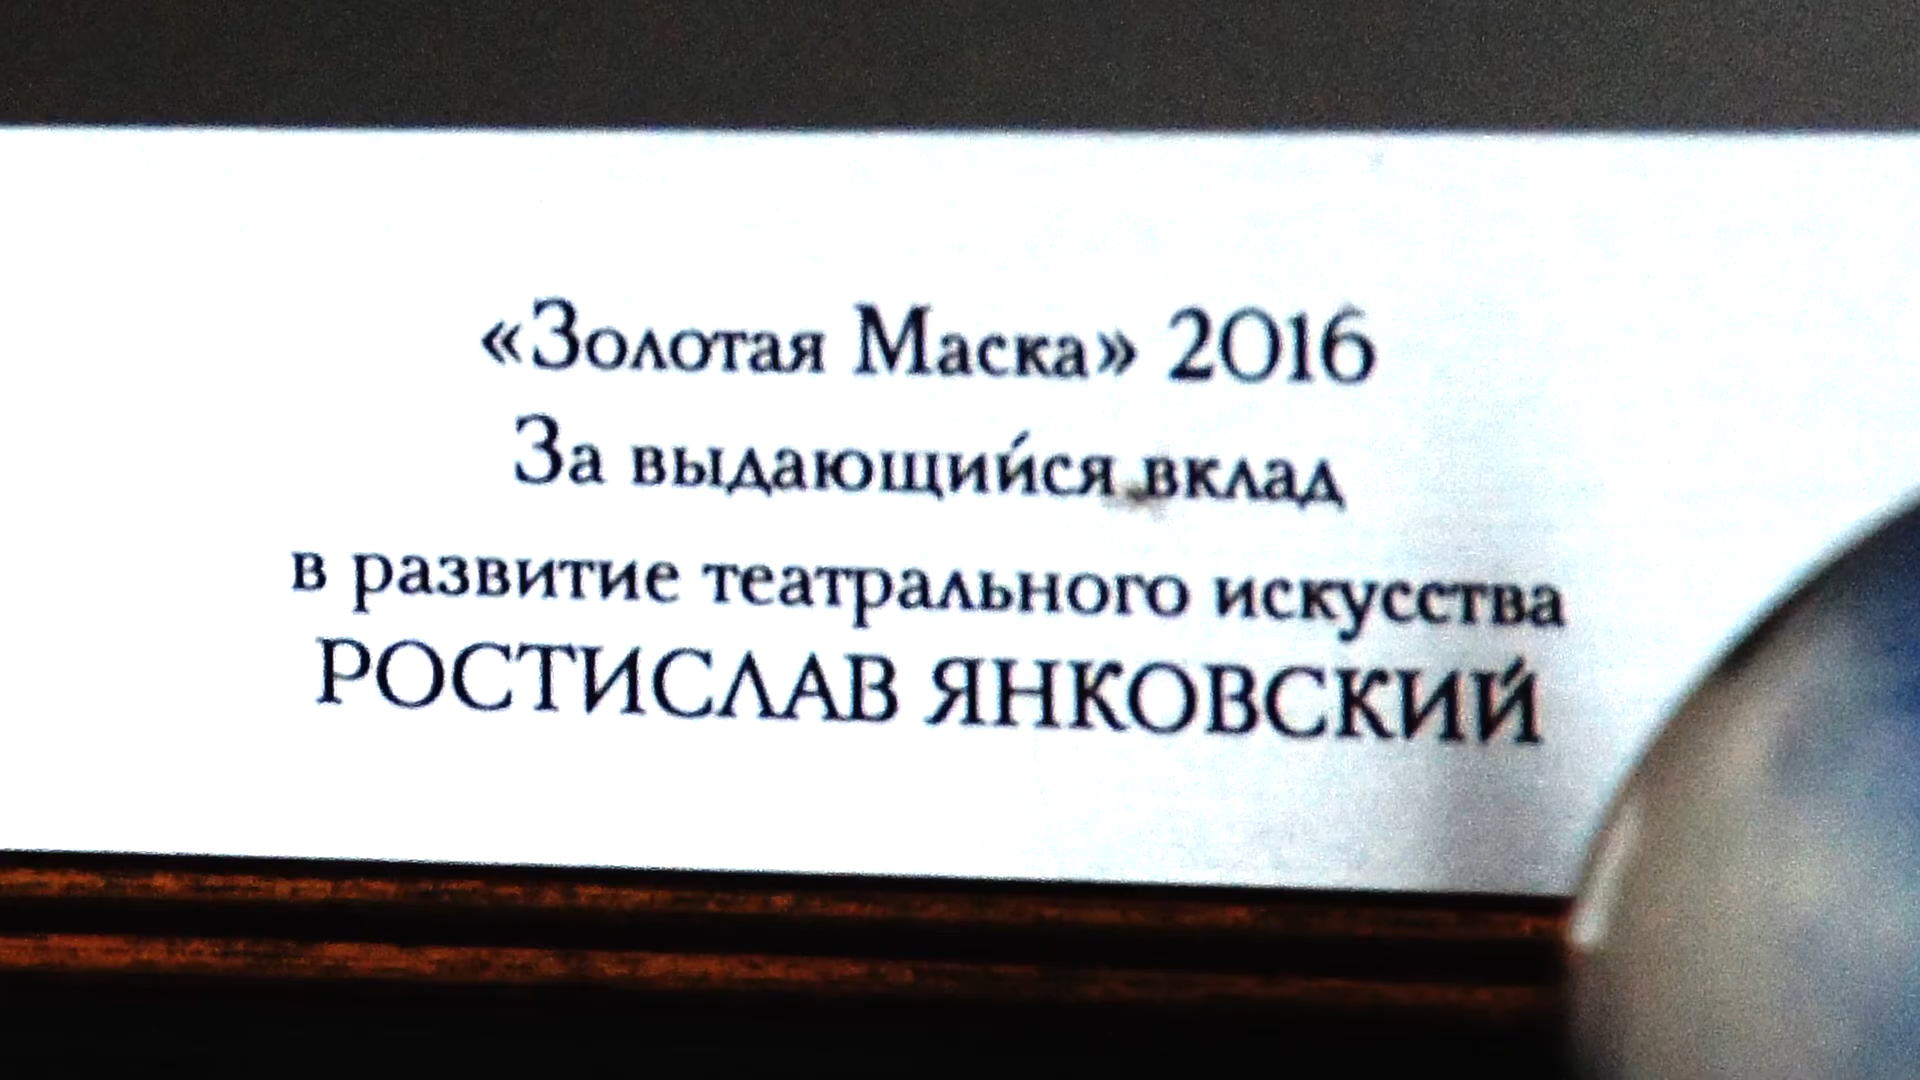 «Золотая Маска» 2016
За выдающийся вклад
в развитие театрального искусства
РОСТИСЛАВ ЯНКОВСКИЙ